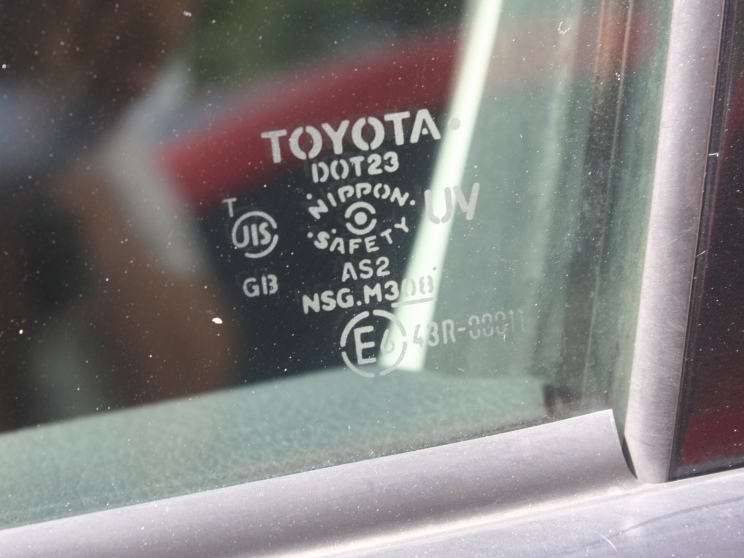 TOYOTA
DOT23
NIPPON
SAFETY
UV
T
JIS
GB
AS2
NSG.M308
E6 43R-00011